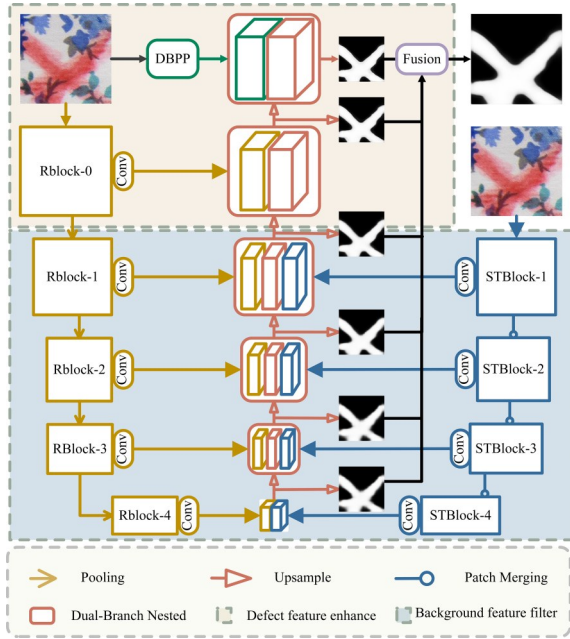 DBPP
Fusion
Rblock-0
Conv
Rblock-1
Conv
Conv
STBlock-1
Rblock-2
Conv
Conv
STBlock-2
RBlock-3
Conv
Conv
STBlock-3
Rblock-4
Conv
Conv
STBlock-4
Pooling
Upsample
Patch Merging
Dual-Branch Nested
Defect feature enhance
Background feature filter